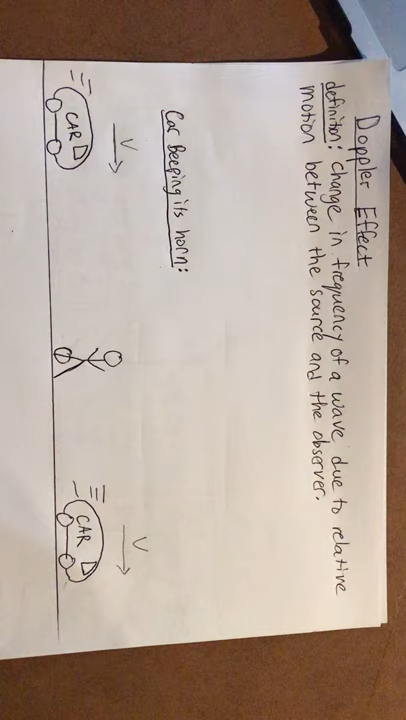 Doppler Effect
definition: change in frequency of a wave due to relative
motion between the source and the observer.
Car Beeping its horn:
V
V
CAR
CAR